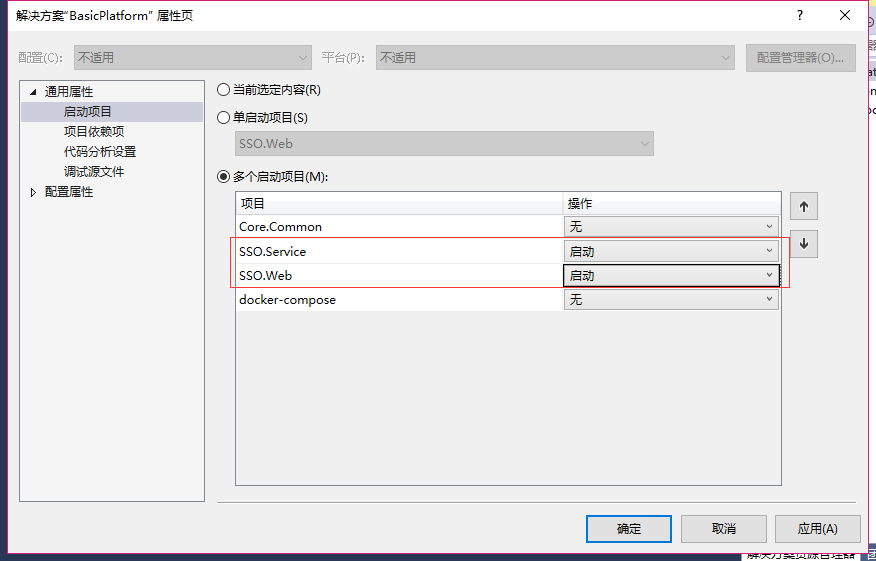 解决方案“BasicPlatform” 属性页
配置(C): 不适用 平台(P): 不适用 配置管理器(O)...
通用属性
启动项目
项目依赖项
代码分析设置
调试源文件
配置属性
当前选定内容(R)
单启动项目(S)
SSO.Web
多个启动项目(M):
项目 操作
Core.Common 无
SSO.Service 启动
SSO.Web 启动
docker-compose 无
确定 取消 应用(A)
解决方案资源管理器